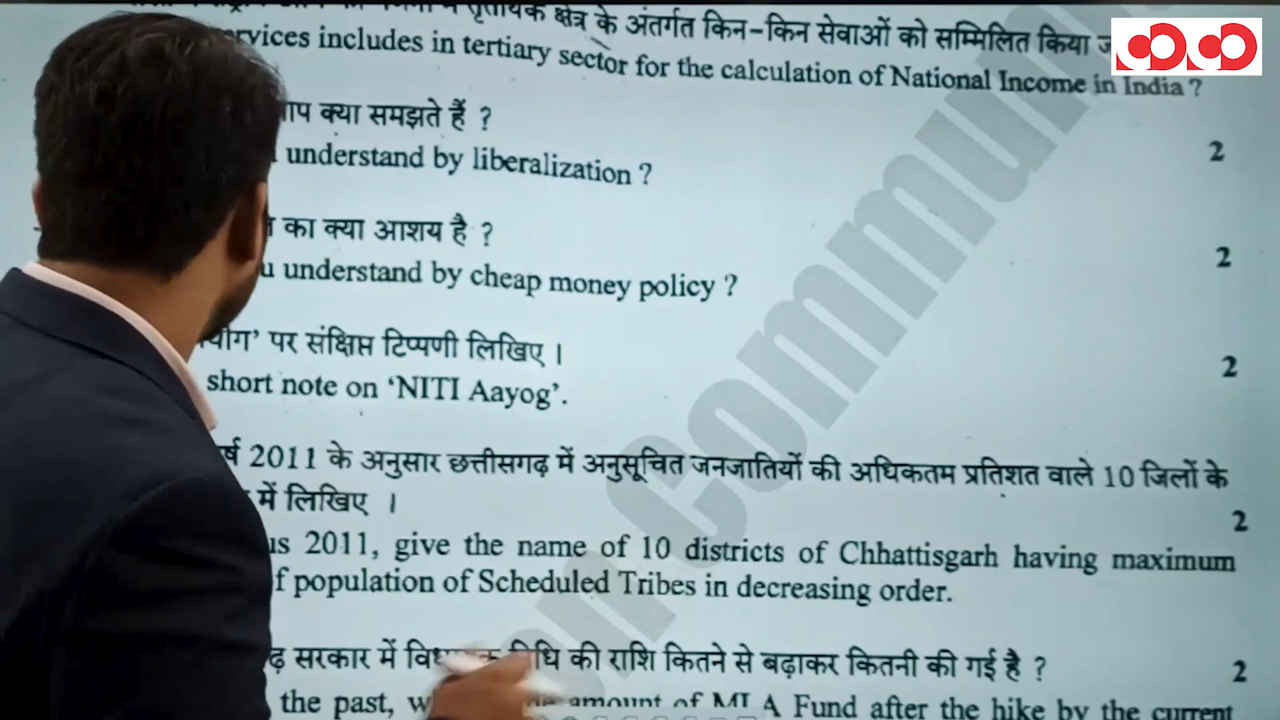 क्षेत्र के अंतर्गत किन-किन सेवाओं को सम्मिलित किया
includes in tertiary sector for the calculation of National Income in India ?
क्या समझते हैं ?
2
understand by liberalization ?
का क्या आशय है ?
2
understand by cheap money policy ?
पर संक्षिप्त टिप्पणी लिखिए ।
2
short note on ‘NITI Aayog’.
2011 के अनुसार छत्तीसगढ़ में अनुसूचित जनजातियों की अधिकतम प्रतिशत वाले 10 जिलों के
में लिखिए ।
2
2011, give the name of 10 districts of Chhattisgarh having maximum
population of Scheduled Tribes in decreasing order.
सरकार में की राशि कितने से बढ़ाकर कितनी की गई है ?
2
the past, amount of MLA Fund after the hike by the current